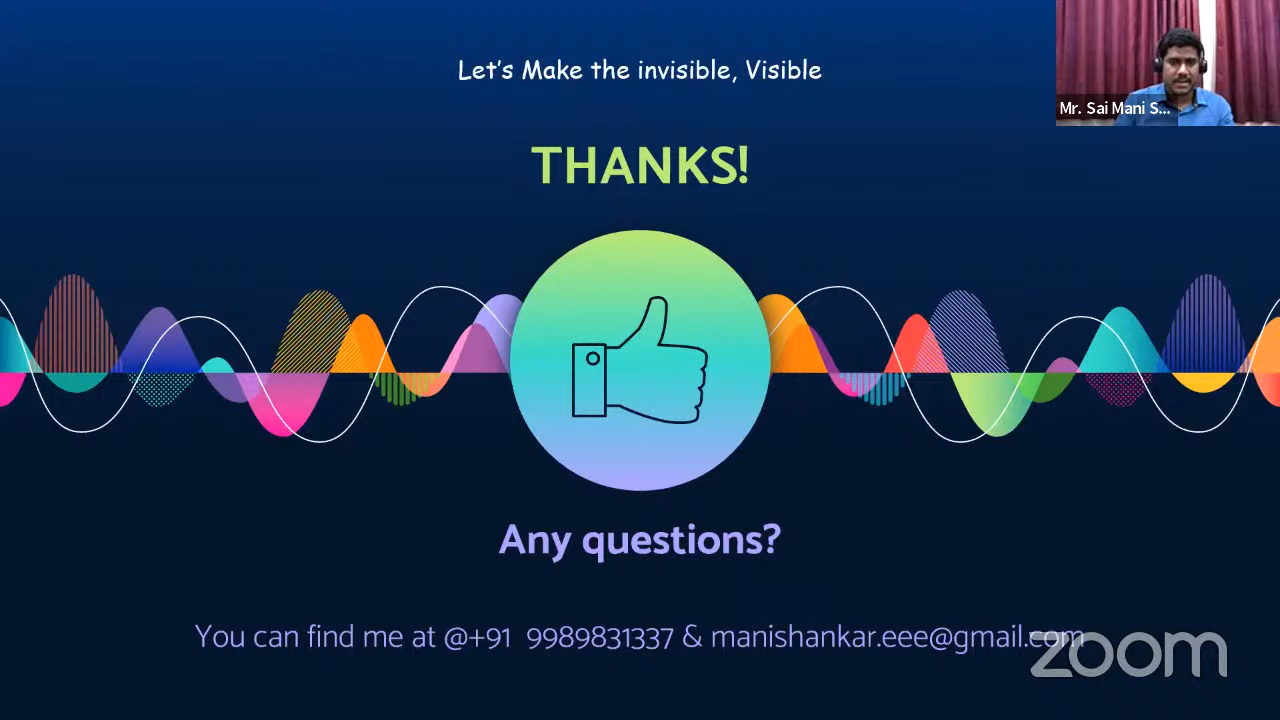 Let's Make the invisible, Visible
Mr. Sai Mani S...
THANKS!
Any questions?
You can find me at @+91 9989831337 & manishankar.eee@gmail.com
zoom